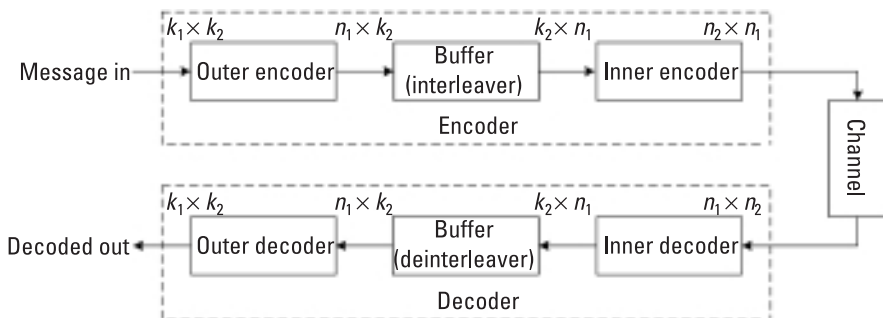 k₁ × k₂ n₁ × k₂ k₂ × n₁ n₂ × n₁
Message in
Outer encoder
Buffer
(interleaver)
Inner encoder
Encoder
Channel
k₁ × k₂ n₁ × k₂ k₂ × n₁ n₁ × n₂
Decoded out
Outer decoder
Buffer
(deinterleaver)
Inner decoder
Decoder